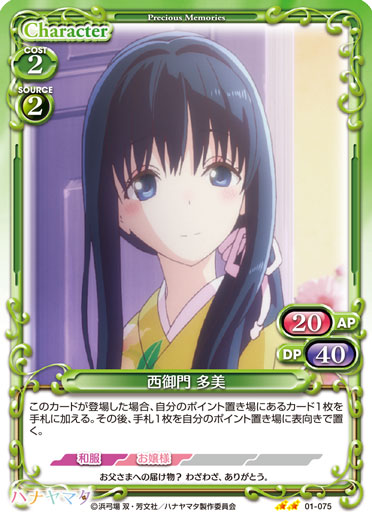 Precious Memories
Character
COST
2
SOURCE
2
20 AP
DP 40
西御門 多美
このカードが登場した場合、自分のポイント置き場にあるカード1枚を
手札に加える。その後、手札1枚を自分のポイント置き場に表向きで置
く。
和服 お嬢様
お父さまへの届け物? わざわざ、ありがとう。
ハナヤマタ
©浜弓場 双・芳文社/ハナヤマタ製作委員会
01-075